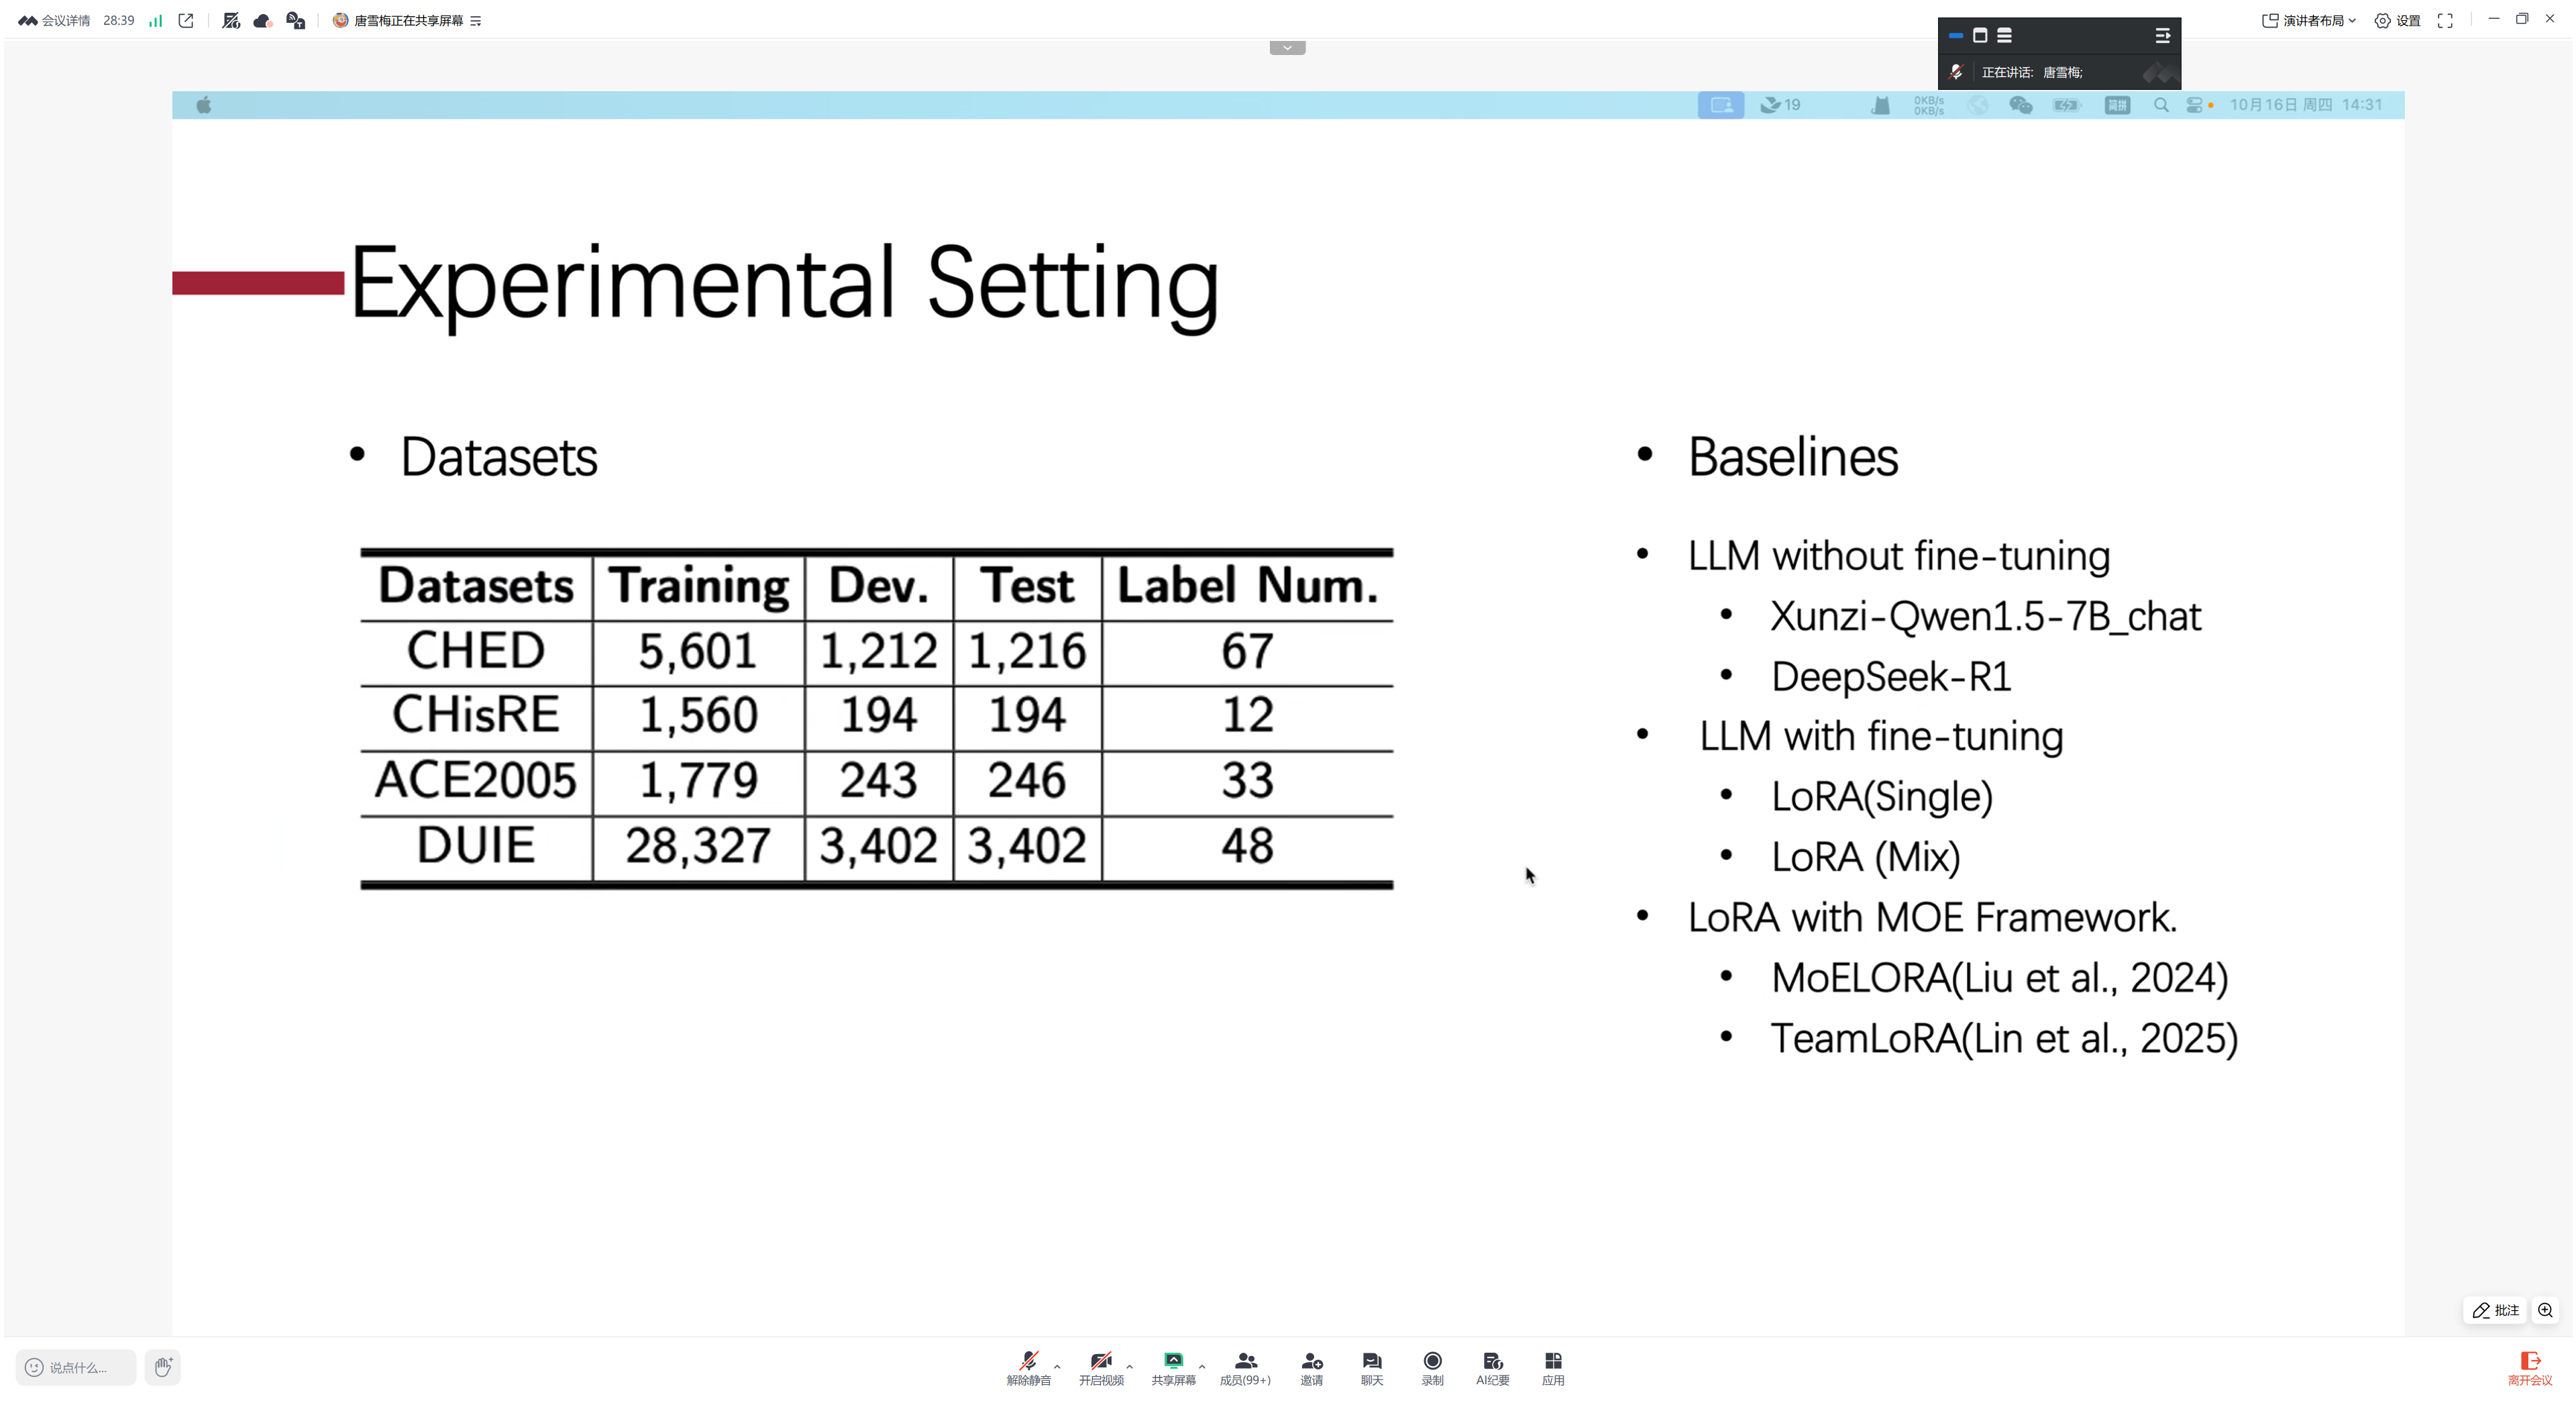 会议详情 28:39 唐雪梅正在共享屏幕 演讲者布局 设置
正在讲话: 唐雪梅;
19 0KB/s 0KB/s 简拼 10月16日 周四 14:31
Experimental Setting
• Datasets
Datasets Training Dev. Test Label Num.
CHED 5,601 1,212 1,216 67
CHisRE 1,560 194 194 12
ACE2005 1,779 243 246 33
DUIE 28,327 3,402 3,402 48
• Baselines
• LLM without fine-tuning
• Xunzi-Qwen1.5-7B_chat
• DeepSeek-R1
• LLM with fine-tuning
• LoRA(Single)
• LoRA (Mix)
• LoRA with MOE Framework.
• MoELORA(Liu et al., 2024)
• TeamLoRA(Lin et al., 2025)
批注
说点什么... 解除静音 开启视频 共享屏幕 成员(99+) 邀请 聊天 录制 AI纪要 应用 离开会议